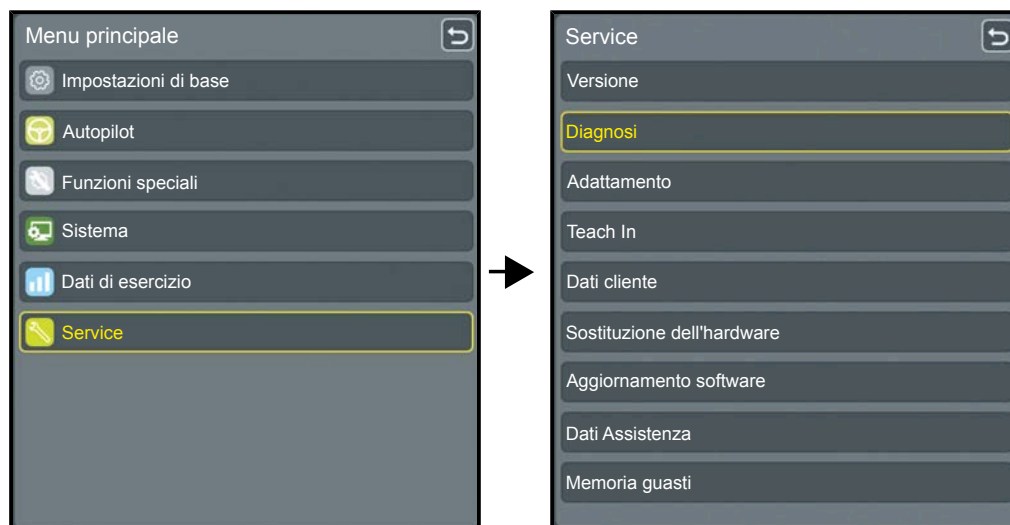 Menu principale
Impostazioni di base
Autopilot
Funzioni speciali
Sistema
Dati di esercizio
Service
Service
Versione
Diagnosi
Adattamento
Teach In
Dati cliente
Sostituzione dell'hardware
Aggiornamento software
Dati Assistenza
Memoria guasti